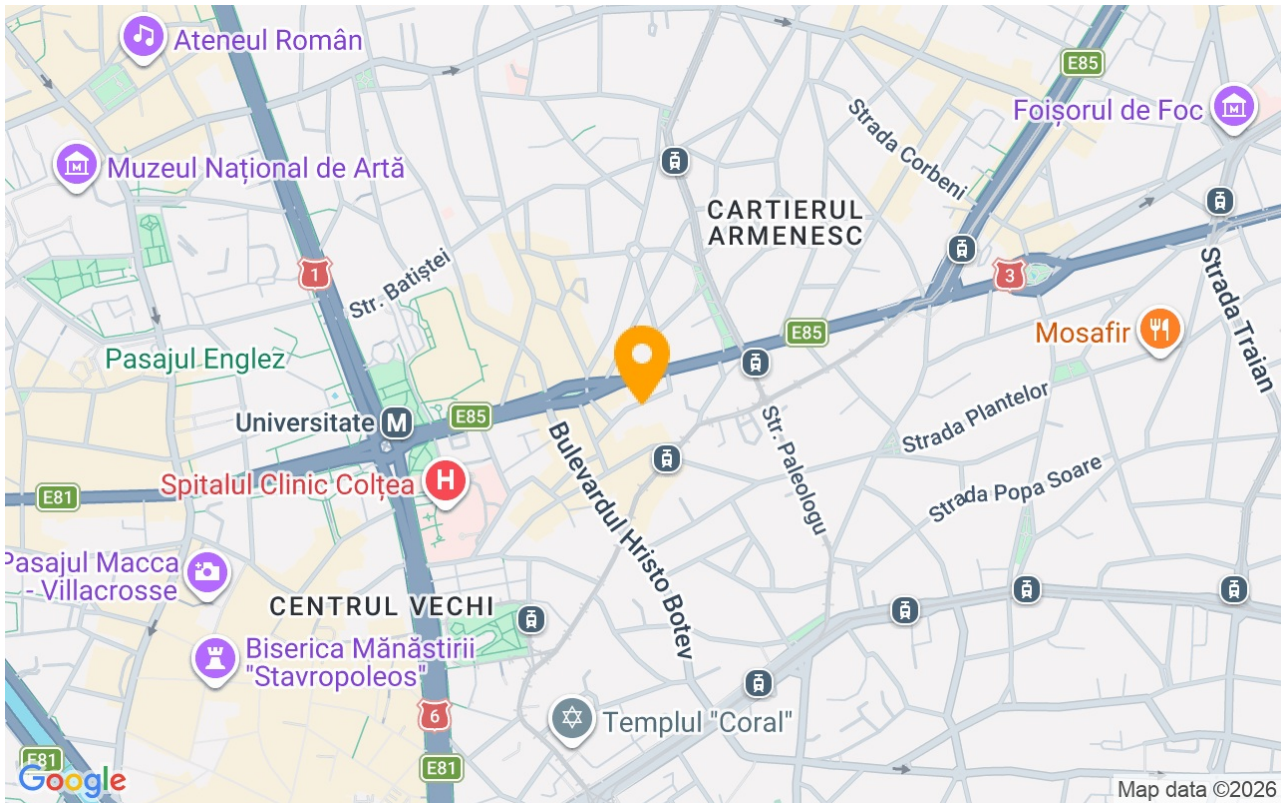 Ateneul Român
E85
Foișorul de Foc
Strada Corbeni
Muzeul Național de Artă
CARTIERUL
ARMENESC
1
Str. Batiștei
3
Strada Traian
E85
Mosafir
Pasajul Englez
Universitate M
E85
Strada Plantelor
Str. Paleologu
Spitalul Clinic Colțea
H
E81
Bulevardul Hristo Botev
Strada Popa Soare
Pasajul Macca
- Villacrosse
CENTRUL VECHI
Biserica Mănăstirii
"Stavropoleos"
6
Templul "Coral"
E81
E81
Google
Map data ©2026